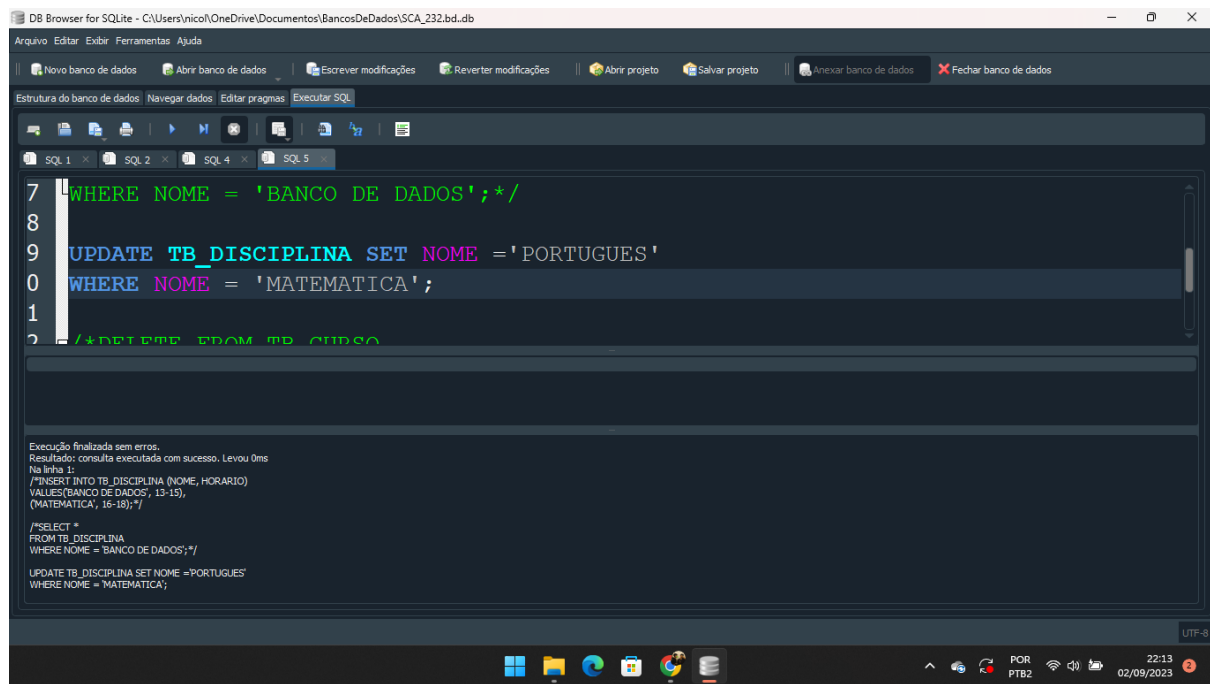 DB Browser for SQLite - C:\Users\nicol\OneDrive\Documentos\BancosDeDados\SCA_232.bd..db
Arquivo Editar Exibir Ferramentas Ajuda
Novo banco de dados Abrir banco de dados Escrever modificações Reverter modificações Abrir projeto Salvar projeto Anexar banco de dados Fechar banco de dados
Estrutura do banco de dados Navegar dados Editar pragmas Executar SQL
SQL 1 SQL 2 SQL 4 SQL 5
7 WHERE NOME = 'BANCO DE DADOS';*/
8
9 UPDATE TB_DISCIPLINA SET NOME ='PORTUGUES'
0 WHERE NOME = 'MATEMATICA';
1
2 /*DELETE FROM TB_CURSO
Execução finalizada sem erros.
Resultado: consulta executada com sucesso. Levou 0ms
Na linha 1:
/*INSERT INTO TB_DISCIPLINA (NOME, HORARIO)
VALUES('BANCO DE DADOS', 13-15),
('MATEMATICA', 16-18);*/
/*SELECT *
FROM TB_DISCIPLINA
WHERE NOME = 'BANCO DE DADOS';*/
UPDATE TB_DISCIPLINA SET NOME ='PORTUGUES'
WHERE NOME = 'MATEMATICA';
UTF-8
POR 22:13
PTB2 02/09/2023 2